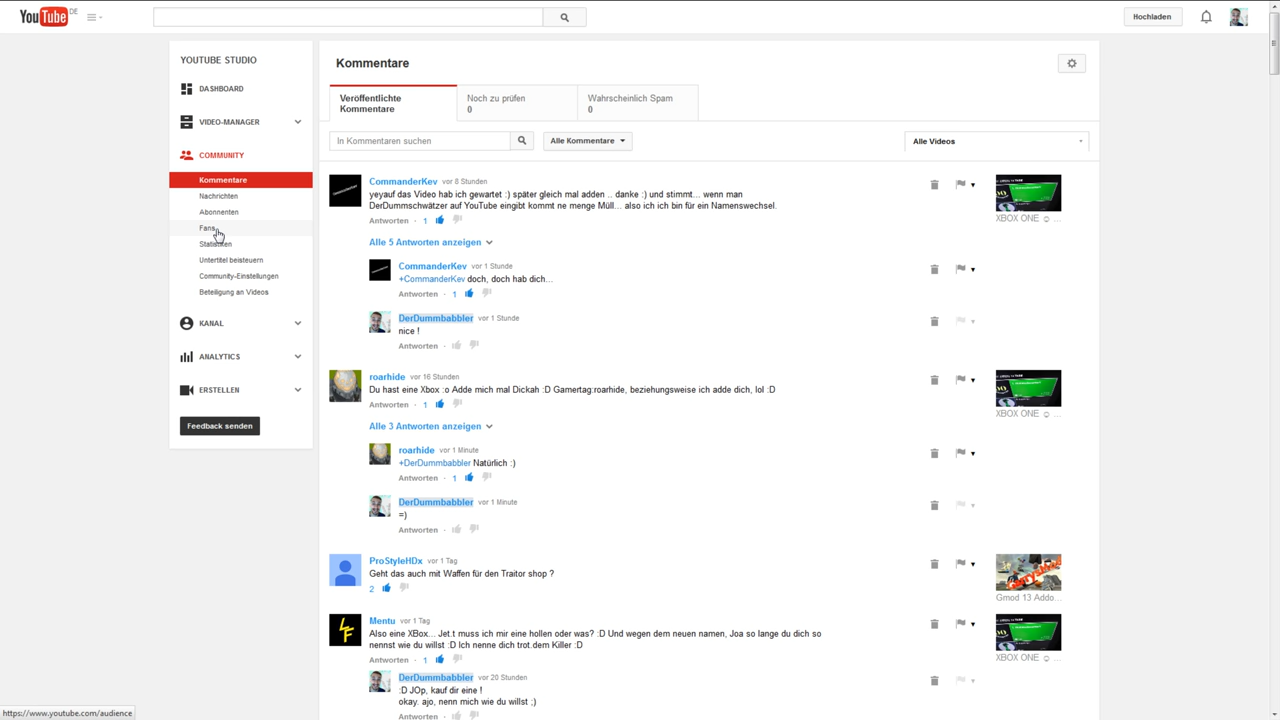 YouTube DE
Hochladen
YOUTUBE STUDIO
DASHBOARD
VIDEO-MANAGER
COMMUNITY
Kommentare
Nachrichten
Abonnenten
Fans
Statistiken
Untertitel beisteuern
Community-Einstellungen
Beteiligung an Videos
KANAL
ANALYTICS
ERSTELLEN
Feedback senden
Kommentare
Veröffentlichte
Kommentare
Noch zu prüfen
0
Wahrscheinlich Spam
0
In Kommentaren suchen
Alle Kommentare
Alle Videos
CommanderKev vor 8 Stunden
yeyauf das Video hab ich gewartet :) später gleich mal adden .. danke :) und stimmt... wenn man
DerDummschwätzer auf YouTube eingibt kommt ne menge Müll... also ich ich bin für ein Namenswechsel.
Antworten · 1
XBOX ONE ☺ ...
Alle 5 Antworten anzeigen
CommanderKev vor 1 Stunde
+CommanderKev doch, doch hab dich...
Antworten · 1
DerDummbabbler vor 1 Stunde
nice !
Antworten ·
roarhide vor 16 Stunden
Du hast eine Xbox :o Adde mich mal Dickah :D Gamertag:roarhide, beziehungsweise ich adde dich, lol :D
Antworten · 1
XBOX ONE ☺ ...
Alle 3 Antworten anzeigen
roarhide vor 1 Minute
+DerDummbabbler Natürlich :)
Antworten · 1
DerDummbabbler vor 1 Minute
=)
Antworten ·
ProStyleHDx vor 1 Tag
Geht das auch mit Waffen für den Traitor shop ?
2
Gmod 13 Addo...
Mentu vor 1 Tag
Also eine XBox... Jet.t muss ich mir eine hollen oder was? :D Und wegen dem neuen namen, Joa so lange du dich so
nennst wie du willst :D Ich nenne dich trot.dem Killer :D
Antworten · 1
XBOX ONE ☺ ...
DerDummbabbler vor 20 Stunden
:D JOp, kauf dir eine !
okay. ajo, nenn mich wie du willst ;)
Antworten ·
https://www.youtube.com/audience